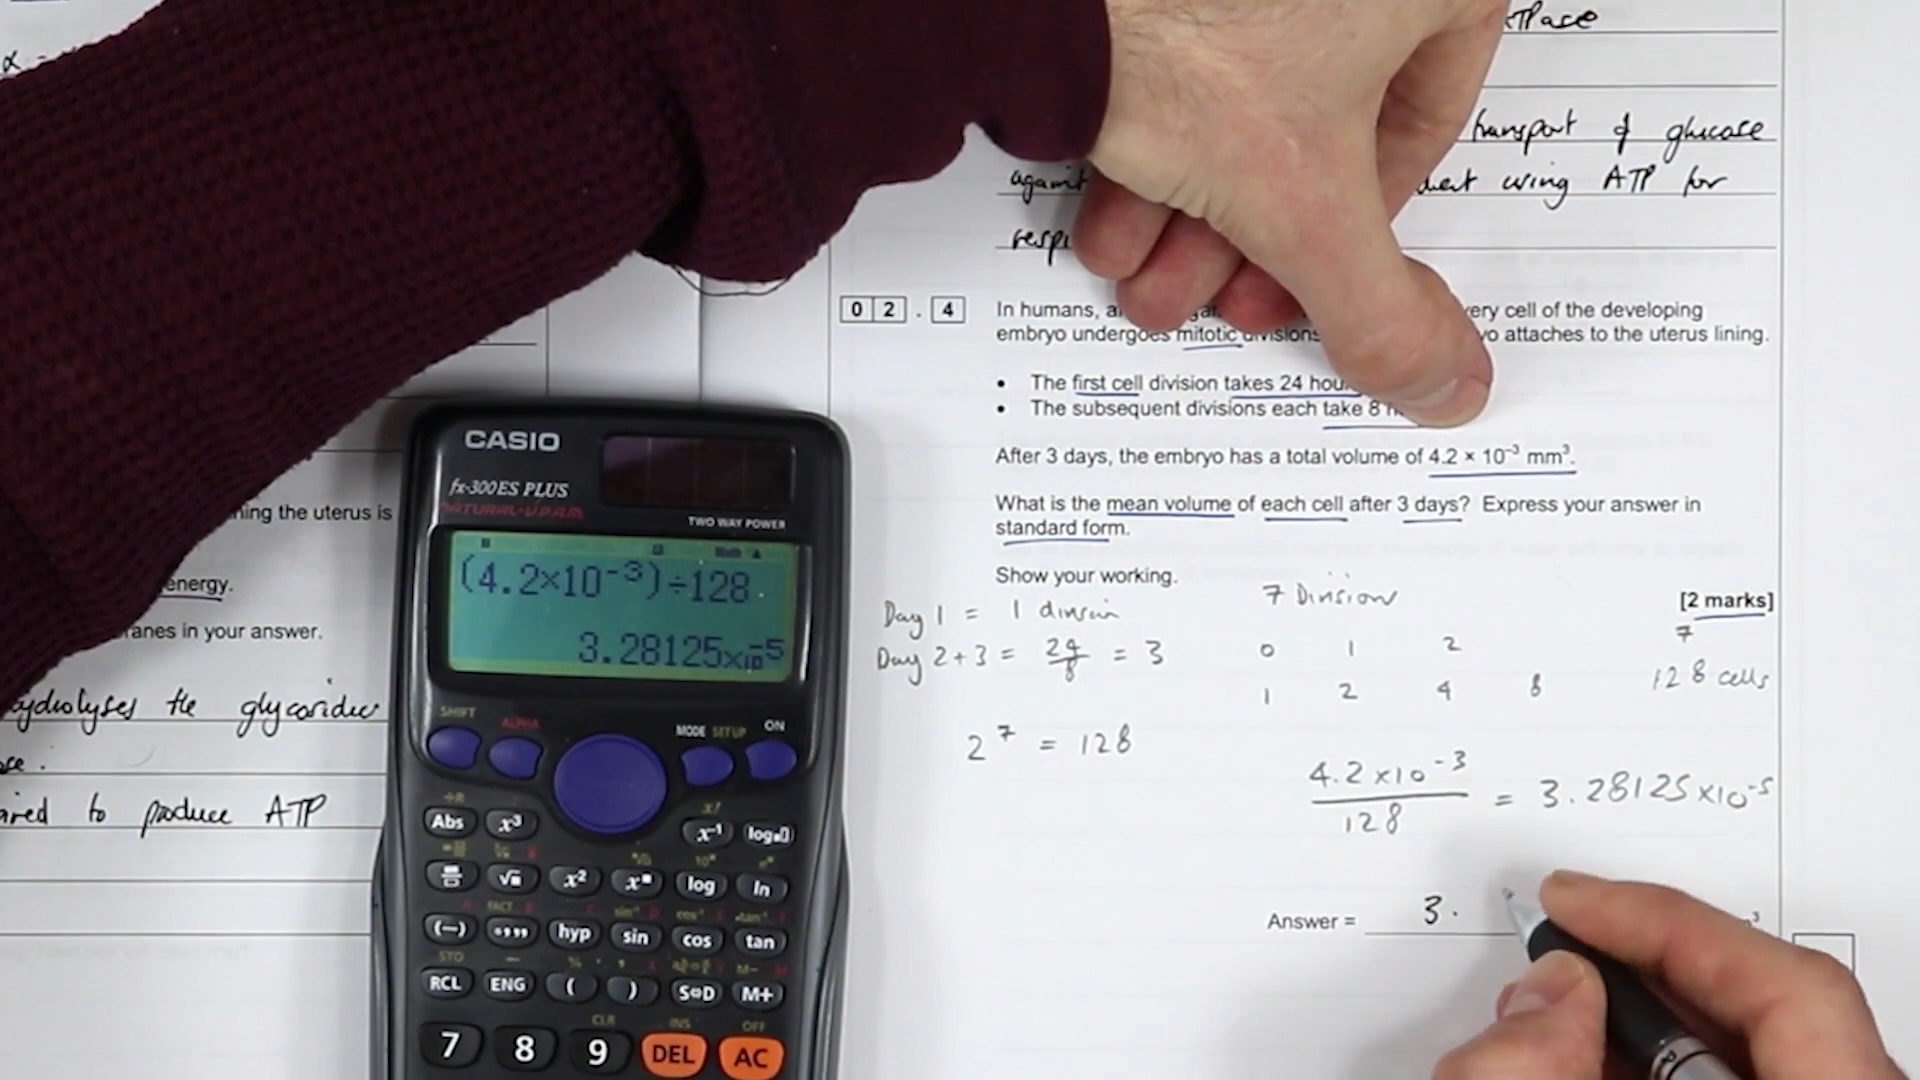 α -
ning the uterus is
energy.
ranes in your answer.
hydrolyses the glycosidic
se.
ired to produce ATP
CASIO
fx-300ES PLUS
NATURAL-V.P.A.M.
TWO WAY POWER
Math ▲
(4.2×10⁻³)÷128
3.28125×10⁻⁵
SHIFT ALPHA MODE SETUP ON
Abs x³ x! x⁻¹ log
√ x² x■ log ln
(−) hyp sin cos tan
STO
RCL ENG ( ) S⇔D M+
CLR INS OFF
7 8 9 DEL AC
ATPase
transport of glucose
against using ATP for
respi
0 2 . 4
In humans, a very cell of the developing
embryo undergoes mitotic divisions yo attaches to the uterus lining.
• The first cell division takes 24 hou
• The subsequent divisions each take 8 h
After 3 days, the embryo has a total volume of 4.2 × 10⁻³ mm³.
What is the mean volume of each cell after 3 days? Express your answer in
standard form.
Show your working.
[2 marks]
Day 1 = 1 division
7 Divisions
Day 2+3 = 24/8 = 3
0 1 2 7
1 2 4 8 128 cells
2⁷ = 128
4.2 ×10⁻³/128 = 3.28125 ×10⁻⁵
Answer = 3.